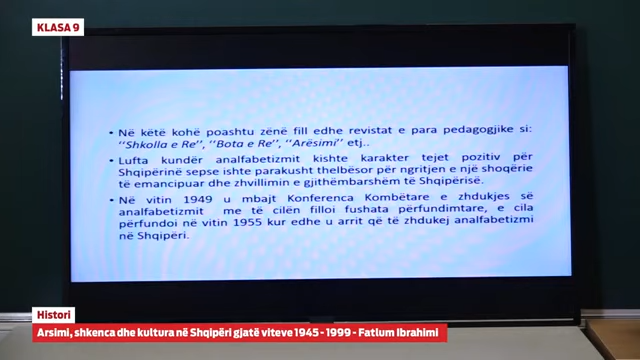 KLASA 9
• Në këtë kohë poashtu zënë fill edhe revistat e para pedagogjike si:
‘‘Shkolla e Re’’, ‘‘Bota e Re’’, ‘‘Arësimi’’ etj..
• Lufta kundër analfabetizmit kishte karakter tejet pozitiv për
Shqipërinë sepse ishte parakusht thelbësor për ngritjen e një shoqërie
të emancipuar dhe zhvillimin e gjithëmbarshëm të Shqipërisë.
• Në vitin 1949 u mbajt Konferenca Kombëtare e zhdukjes së
analfabetizmit me të cilën filloi fushata përfundimtare, e cila
përfundoi në vitin 1955 kur edhe u arrit që të zhdukej analfabetizmi
në Shqipëri.
Histori
Arsimi, shkenca dhe kultura në Shqipëri gjatë viteve 1945 - 1999 - Fatlum Ibrahimi